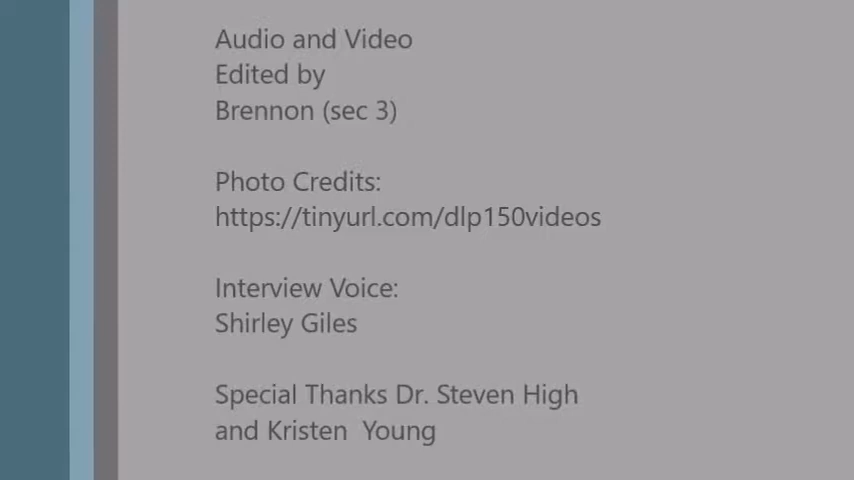 Audio and Video
Edited by
Brennon (sec 3)
Photo Credits:
https://tinyurl.com/dlp150videos
Interview Voice:
Shirley Giles
Special Thanks Dr. Steven High
and Kristen  Young